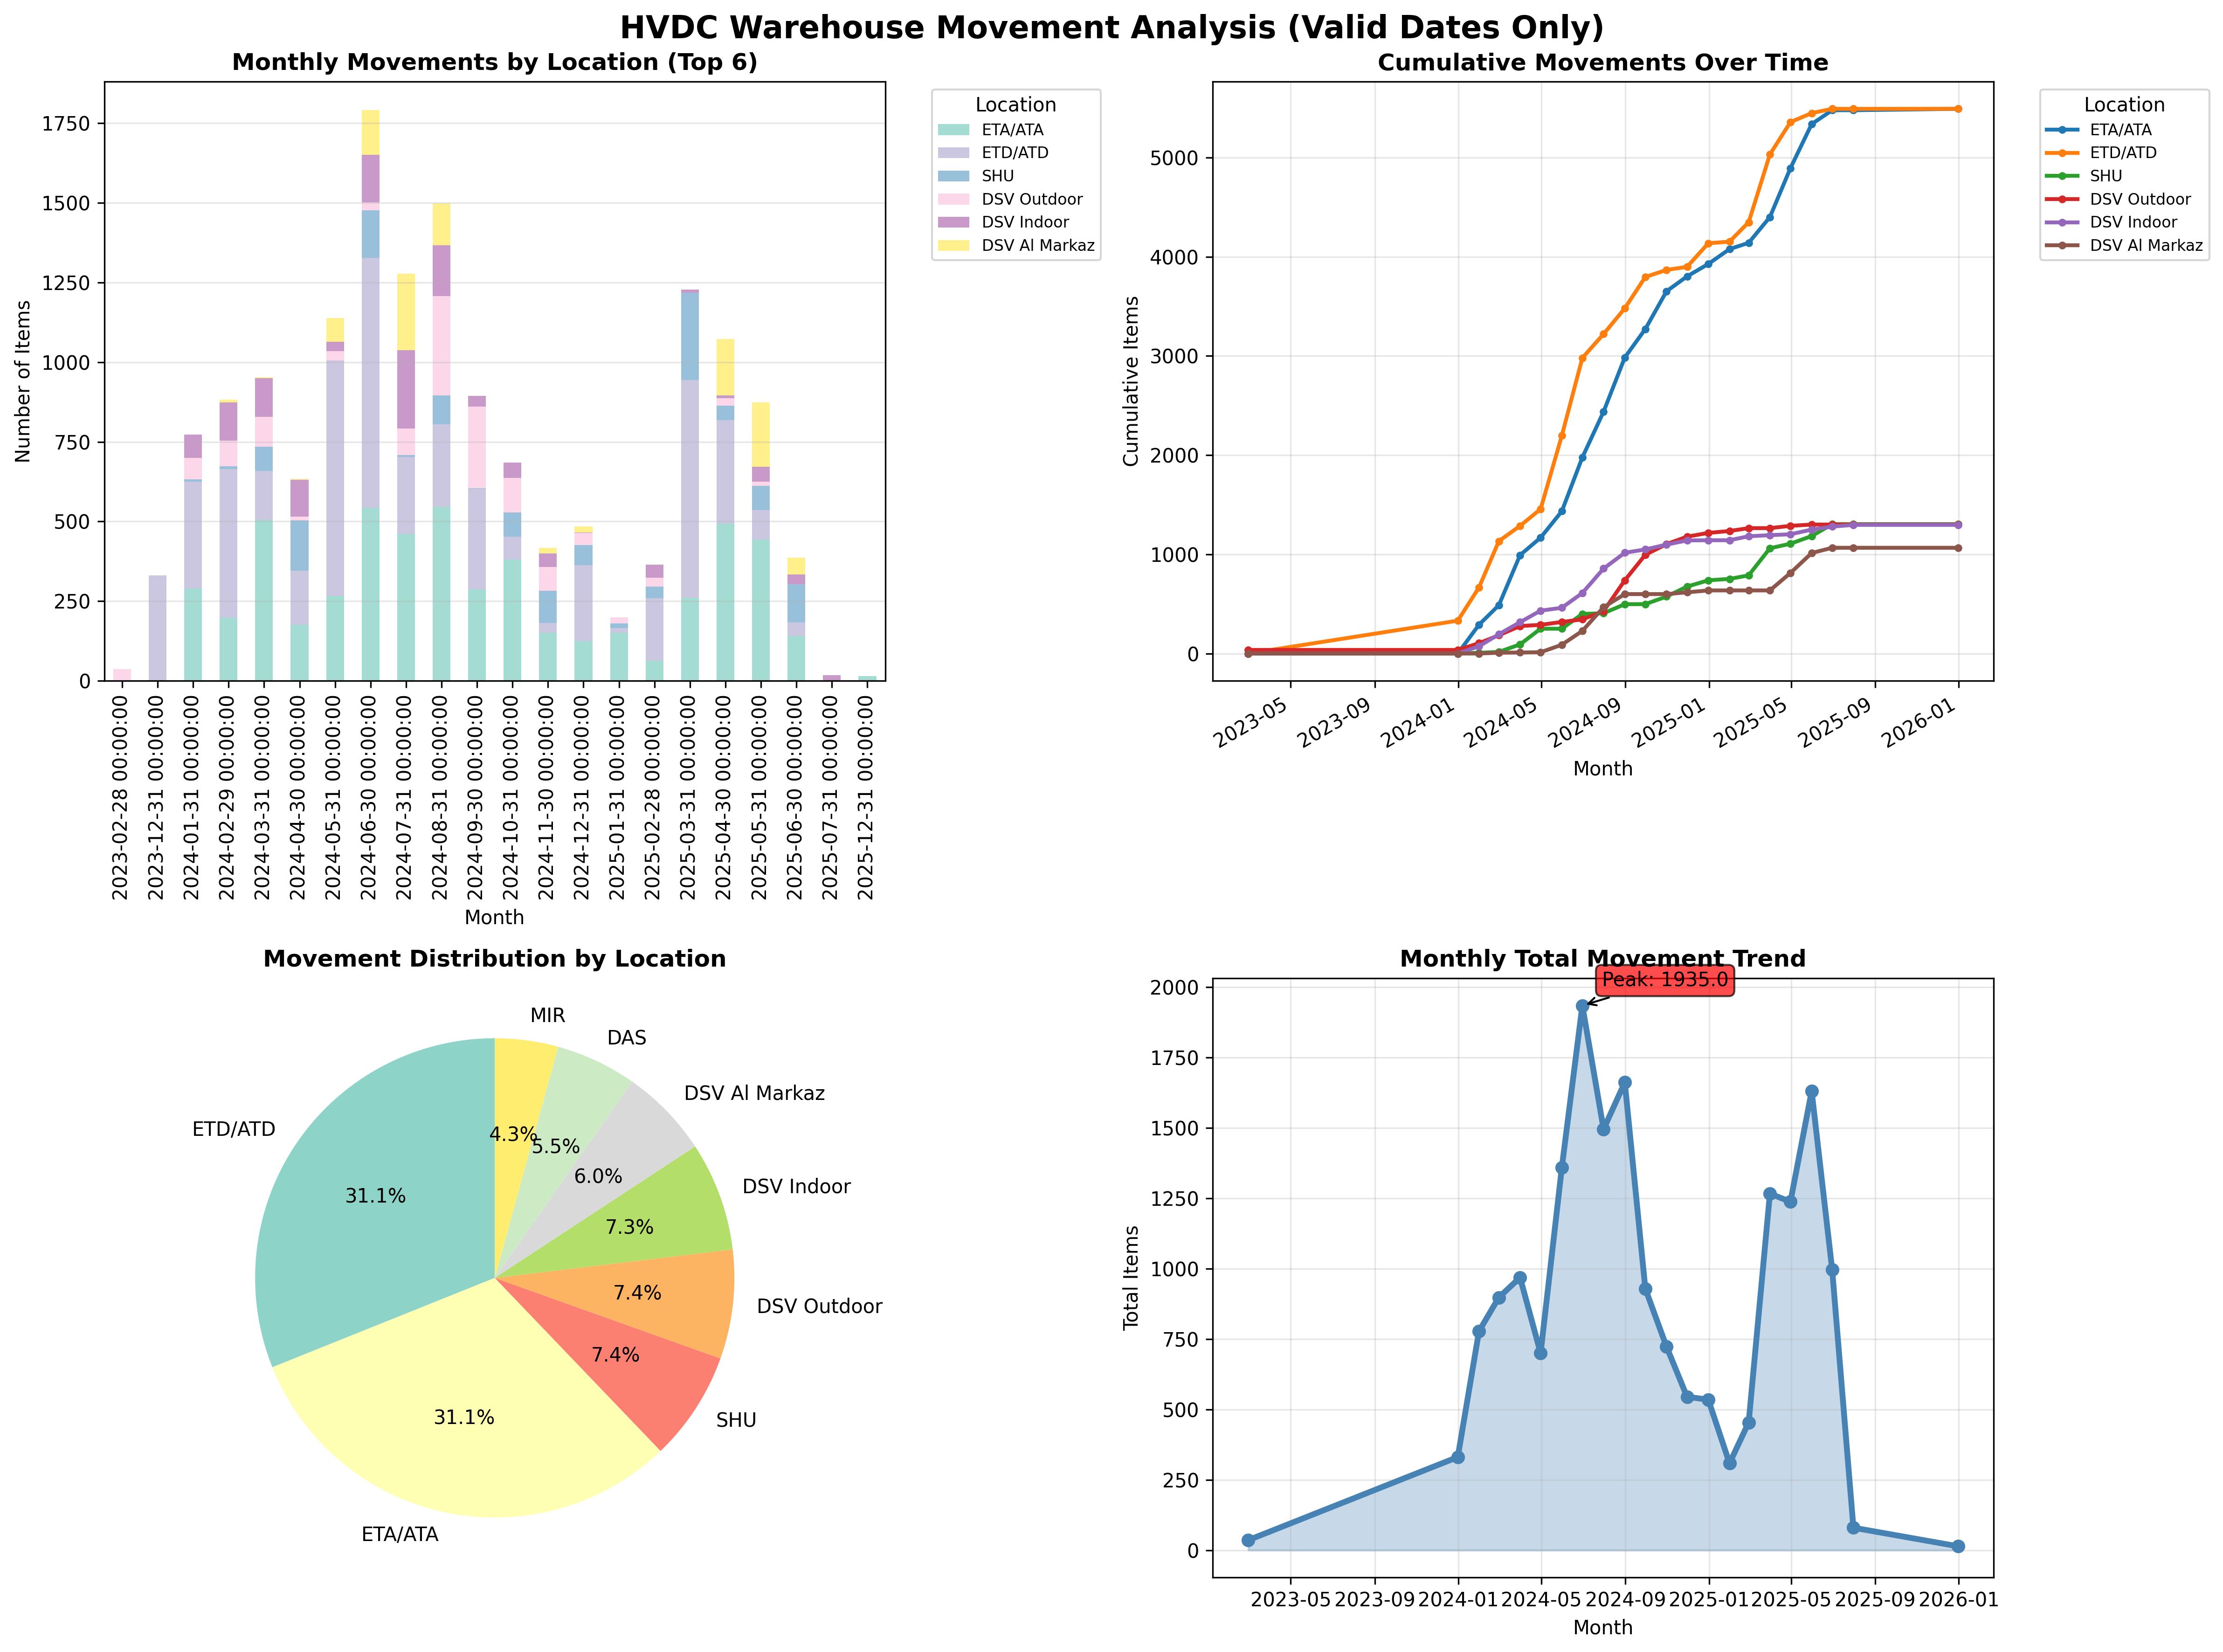 HVDC Warehouse Movement Analysis (Valid Dates Only)
Monthly Movements by Location (Top 6)
Number of Items
1750
1500
1250
1000
750
500
250
0
2023-02-28 00:00:00
2023-12-31 00:00:00
2024-01-31 00:00:00
2024-02-29 00:00:00
2024-03-31 00:00:00
2024-04-30 00:00:00
2024-05-31 00:00:00
2024-06-30 00:00:00
2024-07-31 00:00:00
2024-08-31 00:00:00
2024-09-30 00:00:00
2024-10-31 00:00:00
2024-11-30 00:00:00
2024-12-31 00:00:00
2025-01-31 00:00:00
2025-02-28 00:00:00
2025-03-31 00:00:00
2025-04-30 00:00:00
2025-05-31 00:00:00
2025-06-30 00:00:00
2025-07-31 00:00:00
2025-12-31 00:00:00
Month
Location
ETA/ATA
ETD/ATD
SHU
DSV Outdoor
DSV Indoor
DSV Al Markaz
Cumulative Movements Over Time
Cumulative Items
5000
4000
3000
2000
1000
0
2023-05
2023-09
2024-01
2024-05
2024-09
2025-01
2025-05
2025-09
2026-01
Month
Location
ETA/ATA
ETD/ATD
SHU
DSV Outdoor
DSV Indoor
DSV Al Markaz
Movement Distribution by Location
MIR
DAS
DSV Al Markaz
ETD/ATD
DSV Indoor
DSV Outdoor
SHU
ETA/ATA
4.3%
5.5%
6.0%
31.1%
7.3%
7.4%
7.4%
31.1%
Monthly Total Movement Trend
Peak: 1935.0
Total Items
2000
1750
1500
1250
1000
750
500
250
0
2023-05
2023-09
2024-01
2024-05
2024-09
2025-01
2025-05
2025-09
2026-01
Month